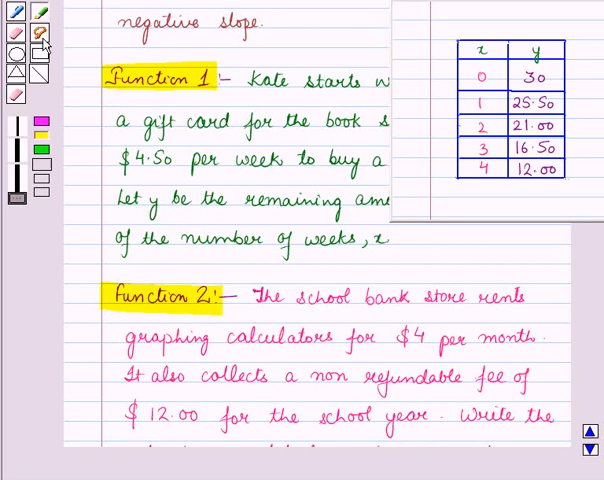 negative slope.
Function 1:- Kate starts w
a gift card for the book s
$4.50 per week to buy a
Let y be the remaining am
of the number of weeks, x
x y
0 30
1 25.50
2 21.00
3 16.50
4 12.00
Function 2:- The school bank store rents
graphing calculators for $4 per month.
It also collects a non refundable fee of
$12.00 for the school year. Write the